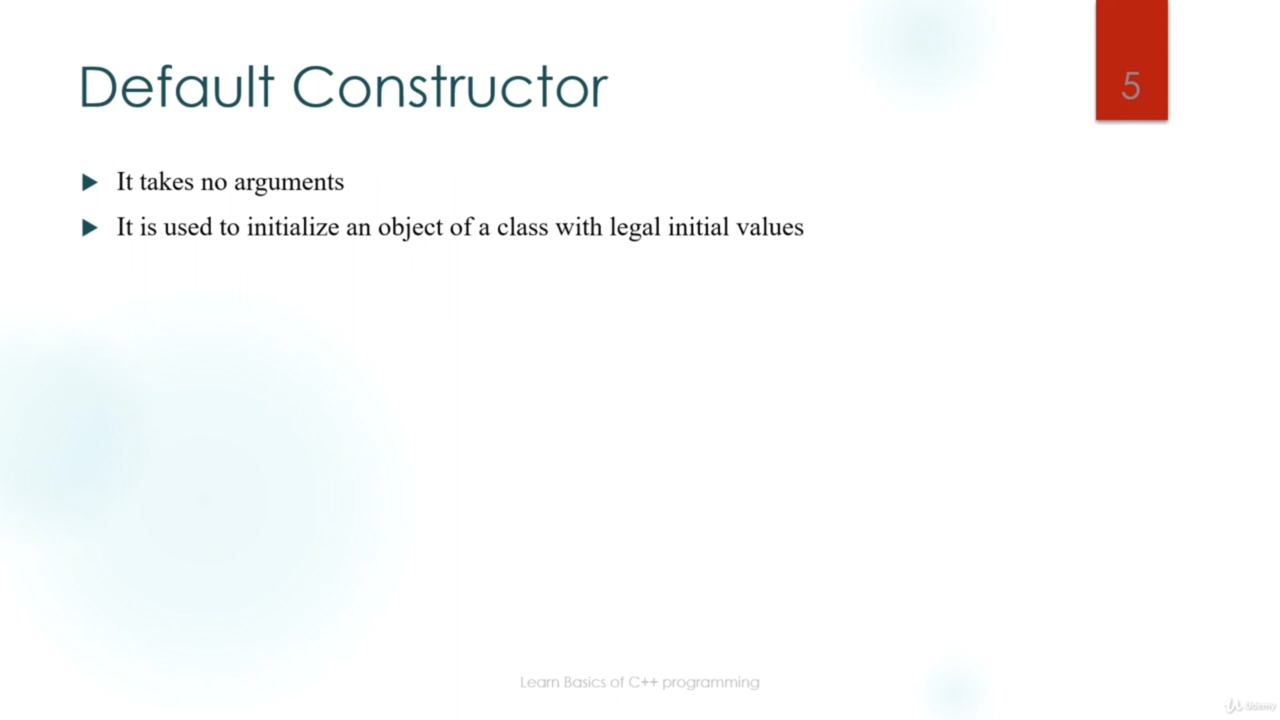 Default Constructor
5
It takes no arguments
It is used to initialize an object of a class with legal initial values
Learn Basics of C++ programming
Udemy